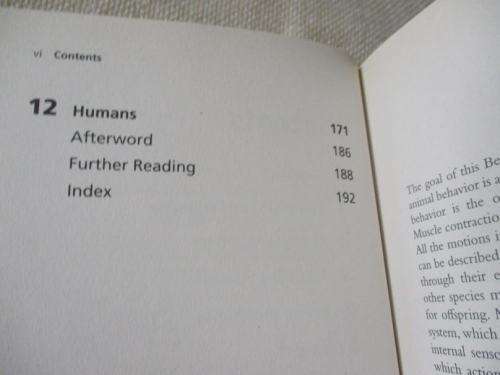 vi Contents
12 Humans 171
Afterword 186
Further Reading 188
Index 192
The goal of this
animal behavior is a
behavior is the
Muscle
All the motions
can be described
through their
other species
for offspring.
system, which
internal
which